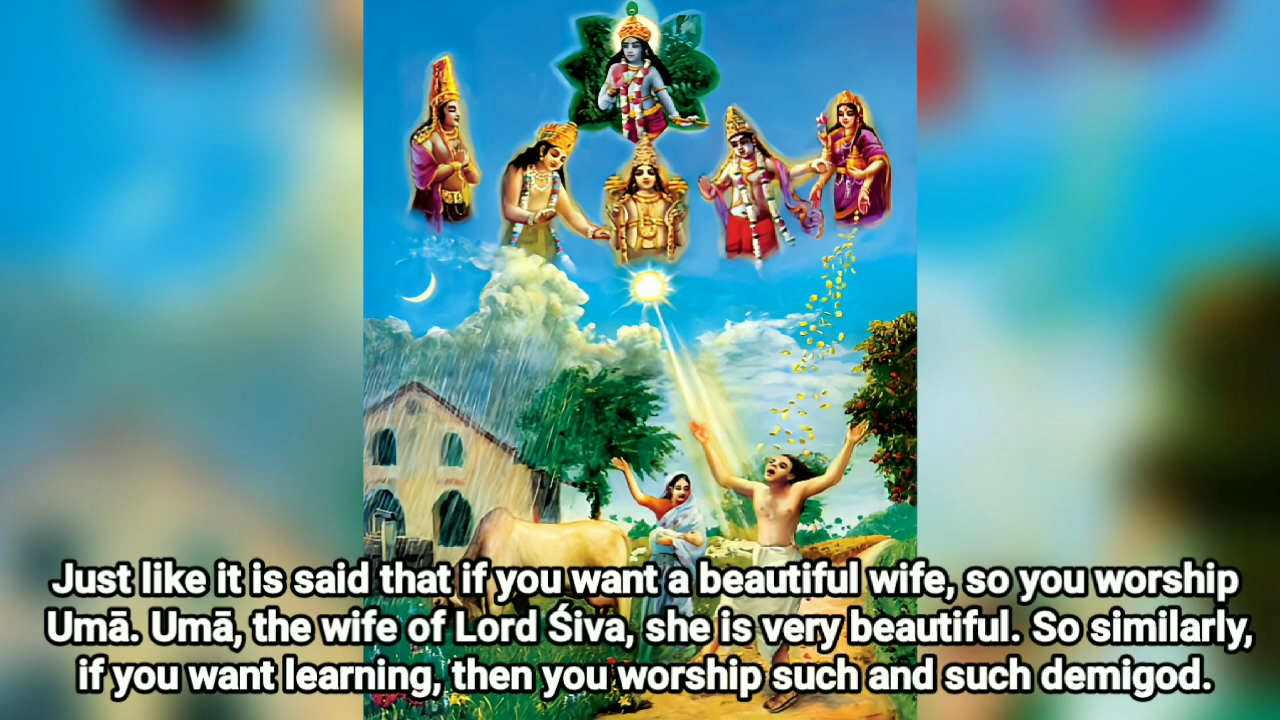 Just like it is said that if you want a beautiful wife, so you worship
Umā. Umā, the wife of Lord Śiva, she is very beautiful. So similarly,
if you want learning, then you worship such and such demigod.